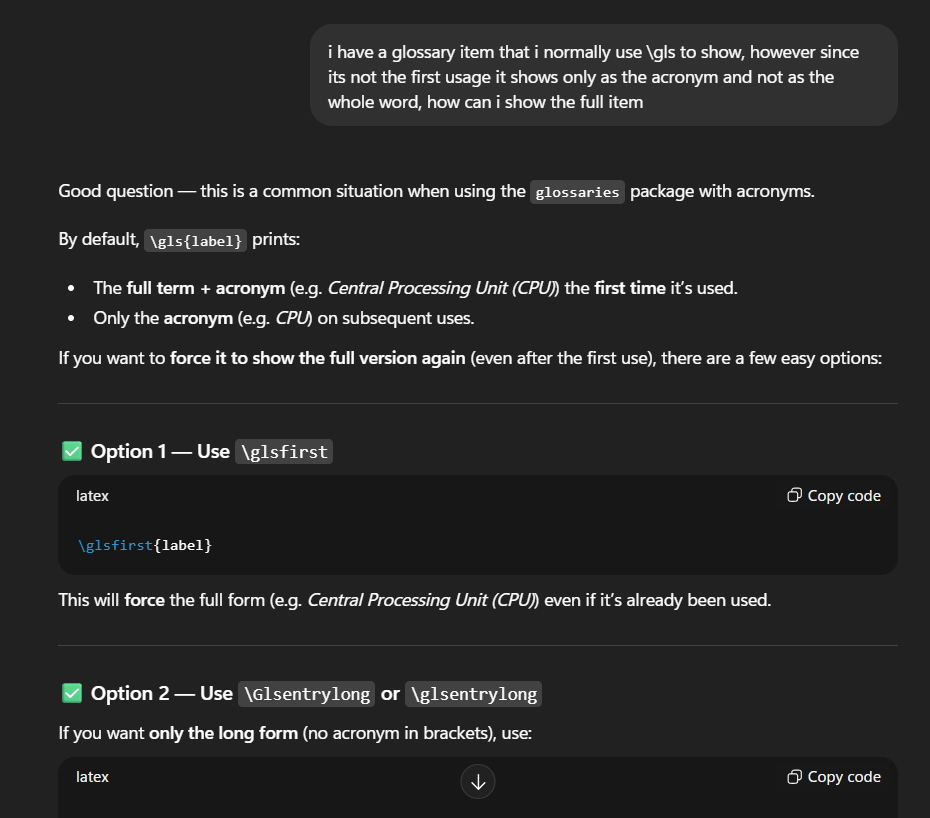 i have a glossary item that i normally use \gls to show, however since
its not the first usage it shows only as the acronym and not as the
whole word, how can i show the full item
Good question — this is a common situation when using the glossaries package with acronyms.
By default, \gls{label} prints:
• The full term + acronym (e.g. Central Processing Unit (CPU)) the first time it’s used.
• Only the acronym (e.g. CPU) on subsequent uses.
If you want to force it to show the full version again (even after the first use), there are a few easy options:
✅ Option 1 — Use \glsfirst
latex
Copy code
\glsfirst{label}
This will force the full form (e.g. Central Processing Unit (CPU)) even if it’s already been used.
✅ Option 2 — Use \Glsentrylong or \glsentrylong
If you want only the long form (no acronym in brackets), use:
latex
Copy code